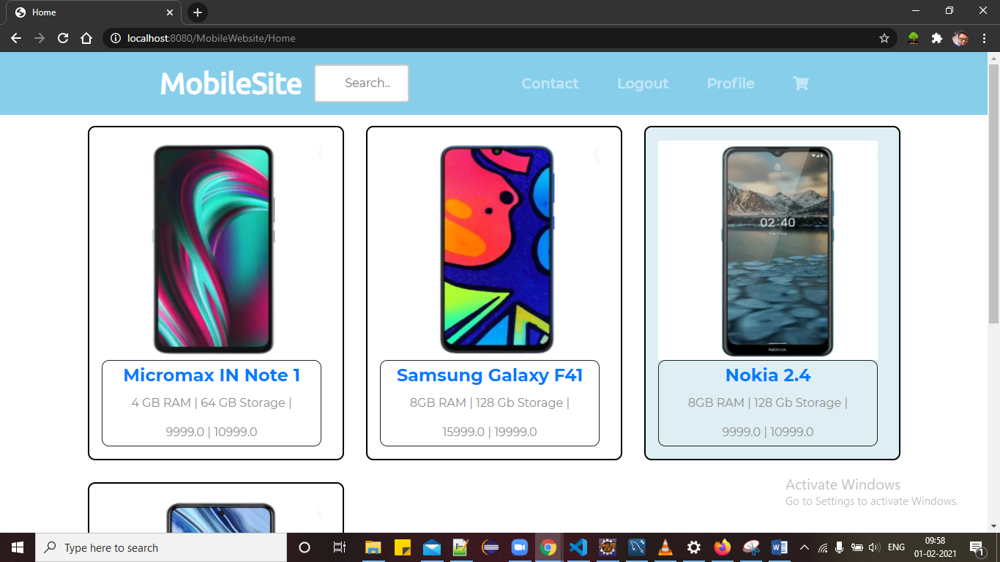 Home
localhost:8080/MobileWebsite/Home
MobileSite
Search..
Contact
Logout
Profile
02:40
NOKIA
Micromax IN Note 1
4 GB RAM | 64 GB Storage |
9999.0 | 10999.0
Samsung Galaxy F41
8GB RAM | 128 Gb Storage |
15999.0 | 19999.0
Nokia 2.4
8GB RAM | 128 Gb Storage |
9999.0 | 10999.0
Activate Windows
Go to Settings to activate Windows.
Type here to search
ENG
09:58
01-02-2021
1